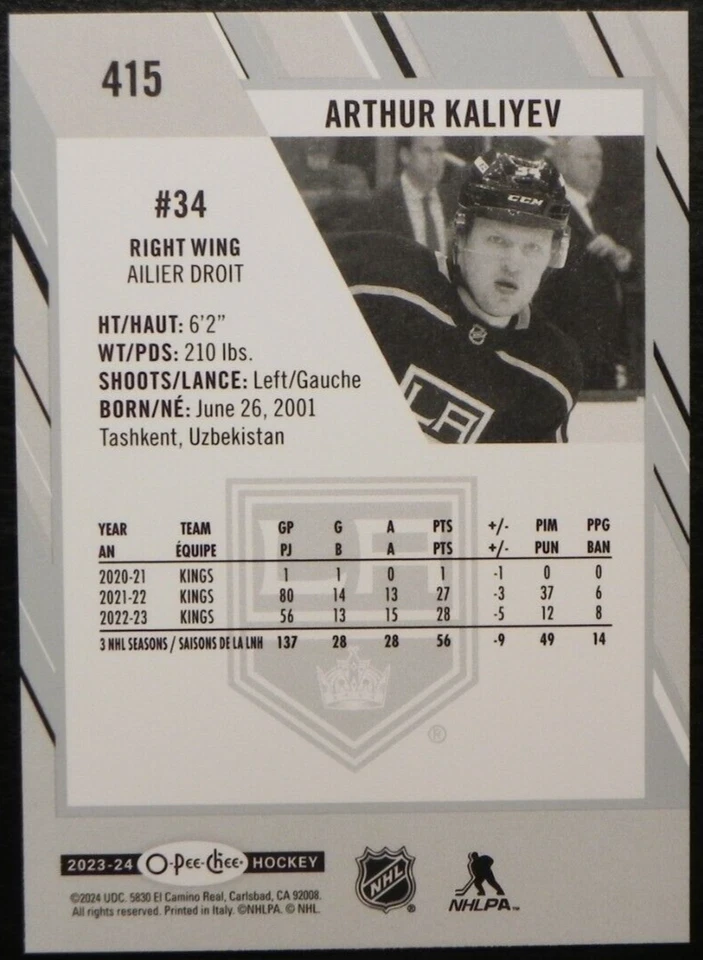 415
ARTHUR KALIYEV
#34
RIGHT WING
AILIER DROIT
HT/HAUT: 6'2"
WT/PDS: 210 lbs.
SHOOTS/LANCE: Left/Gauche
BORN/NÉ: June 26, 2001
Tashkent, Uzbekistan
34
CCM
LA
YEAR TEAM GP G A PTS +/- PIM PPG
AN ÉQUIPE PJ B A PTS +/- PUN BAN
2020-21 KINGS 1 1 0 1 -1 0 0
2021-22 KINGS 80 14 13 27 -3 37 6
2022-23 KINGS 56 13 15 28 -5 12 8
3 NHL SEASONS / SAISONS DE LA LNH 137 28 28 56 -9 49 14
LA
®
2023-24 O-Pee-Chee HOCKEY
NHL ®
NHLPA™
©2024 UDC. 5830 El Camino Real, Carlsbad, CA 92008.
All rights reserved. Printed in Italy. ©NHLPA. © NHL.